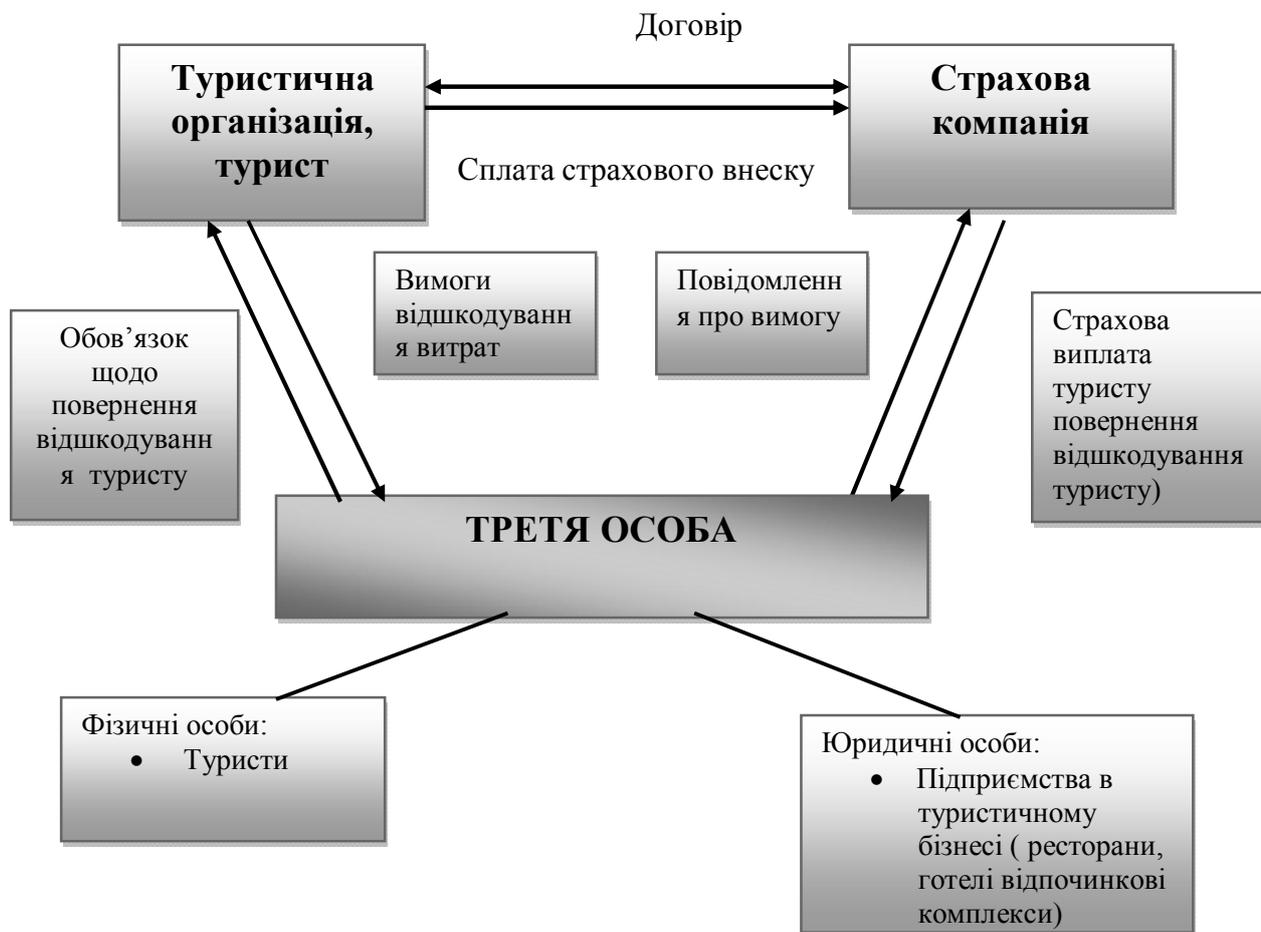 Договір
Туристична
організація,
турист
Страхова
компанія
Сплата страхового внеску
Вимоги
відшкодуванн
я витрат
Повідомленн
я про вимогу
Обов’язок
щодо
повернення
відшкодуванн
я туристу
Страхова
виплата
туристу
повернення
відшкодування
туристу)
ТРЕТЯ ОСОБА
Фізичні особи:
• Туристи
Юридичні особи:
• Підприємства в
туристичному
бізнесі ( ресторани,
готелі відпочинкові
комплекси)